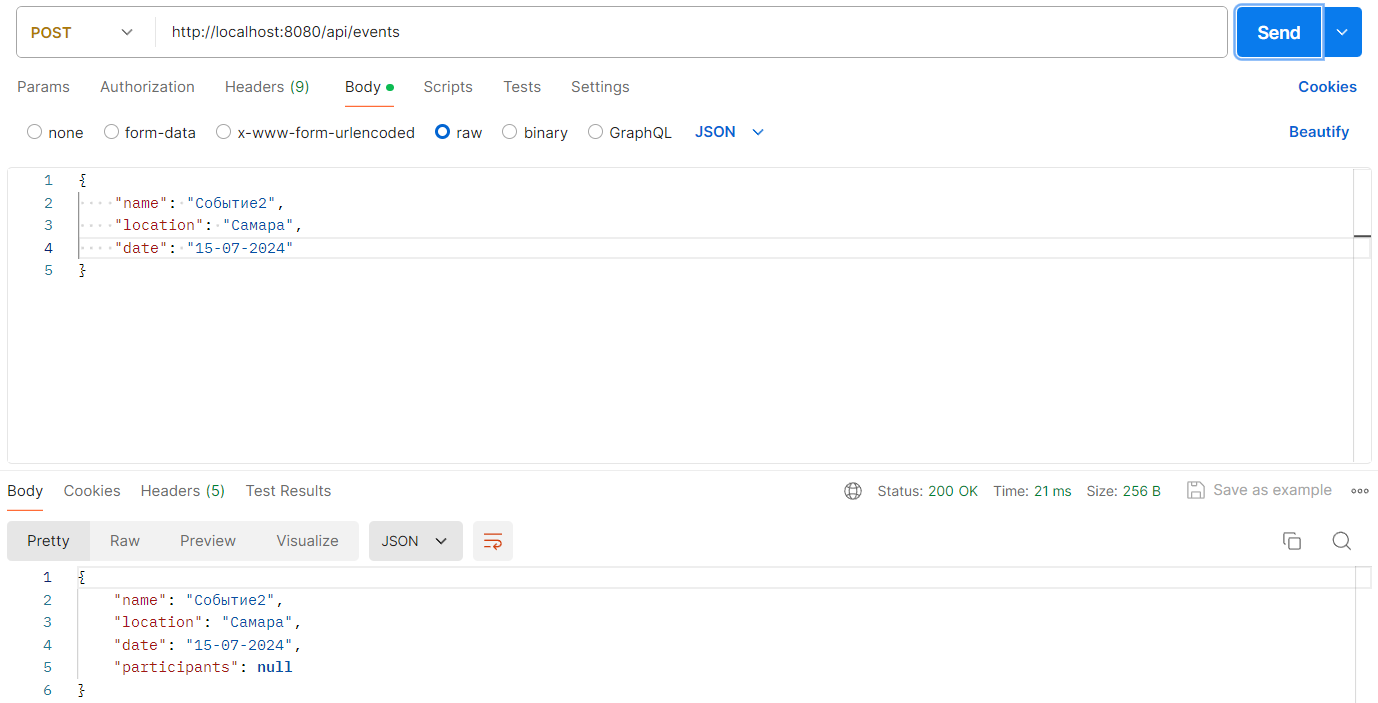 POST http://localhost:8080/api/events Send
Params Authorization Headers (9) Body Scripts Tests Settings Cookies
none form-data x-www-form-urlencoded raw binary GraphQL JSON Beautify
1 {
2 "name": "Событие2",
3 "location": "Самара",
4 "date": "15-07-2024"
5 }
Body Cookies Headers (5) Test Results Status: 200 OK Time: 21 ms Size: 256 B Save as example
Pretty Raw Preview Visualize JSON
1 {
2 "name": "Событие2",
3 "location": "Самара",
4 "date": "15-07-2024",
5 "participants": null
6 }